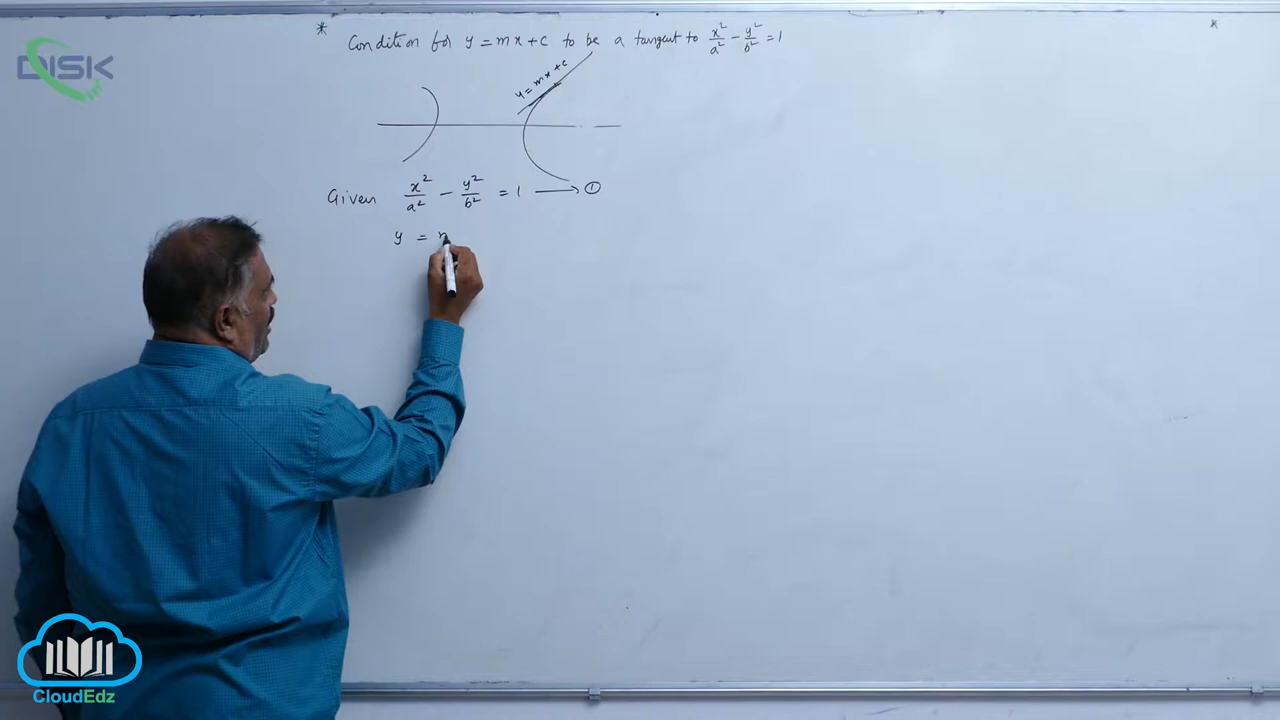 DISK
* Condition for y = mx + c to be a tangent to x²/a² − y²/b² = 1 *
y = mx + c
Given x²/a² − y²/b² = 1 → ①
y = m
CloudEdz